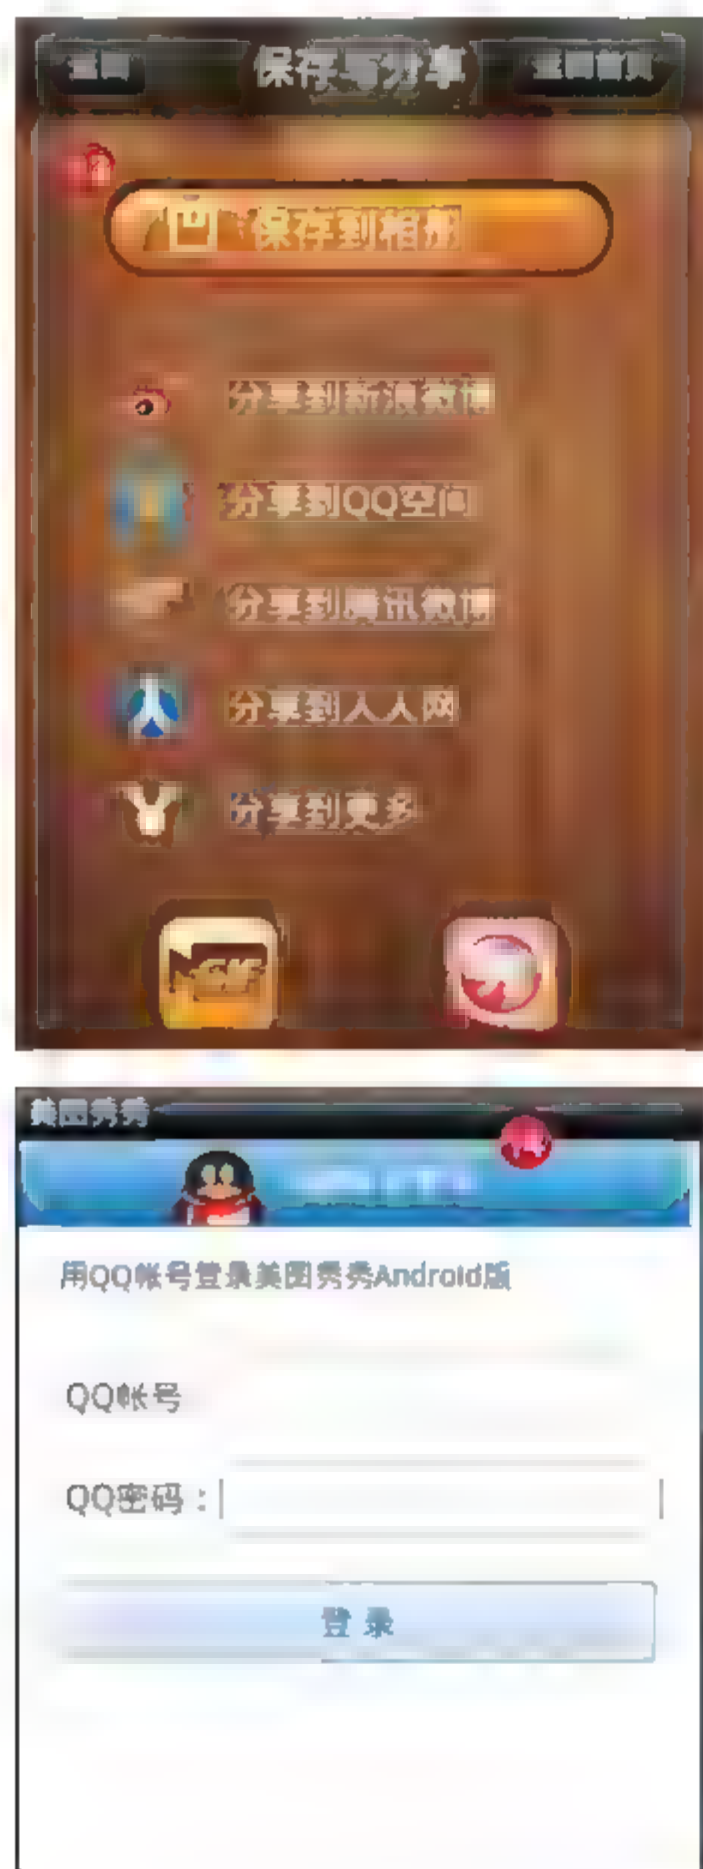 返回 保存与分享 返回首页
保存到相册
分享到新浪微博
分享到QQ空间
分享到腾讯微博
分享到人人网
分享到更多
GIF
美图秀秀
用QQ帐号登录美图秀秀Android版
QQ帐号
QQ密码：
登 录